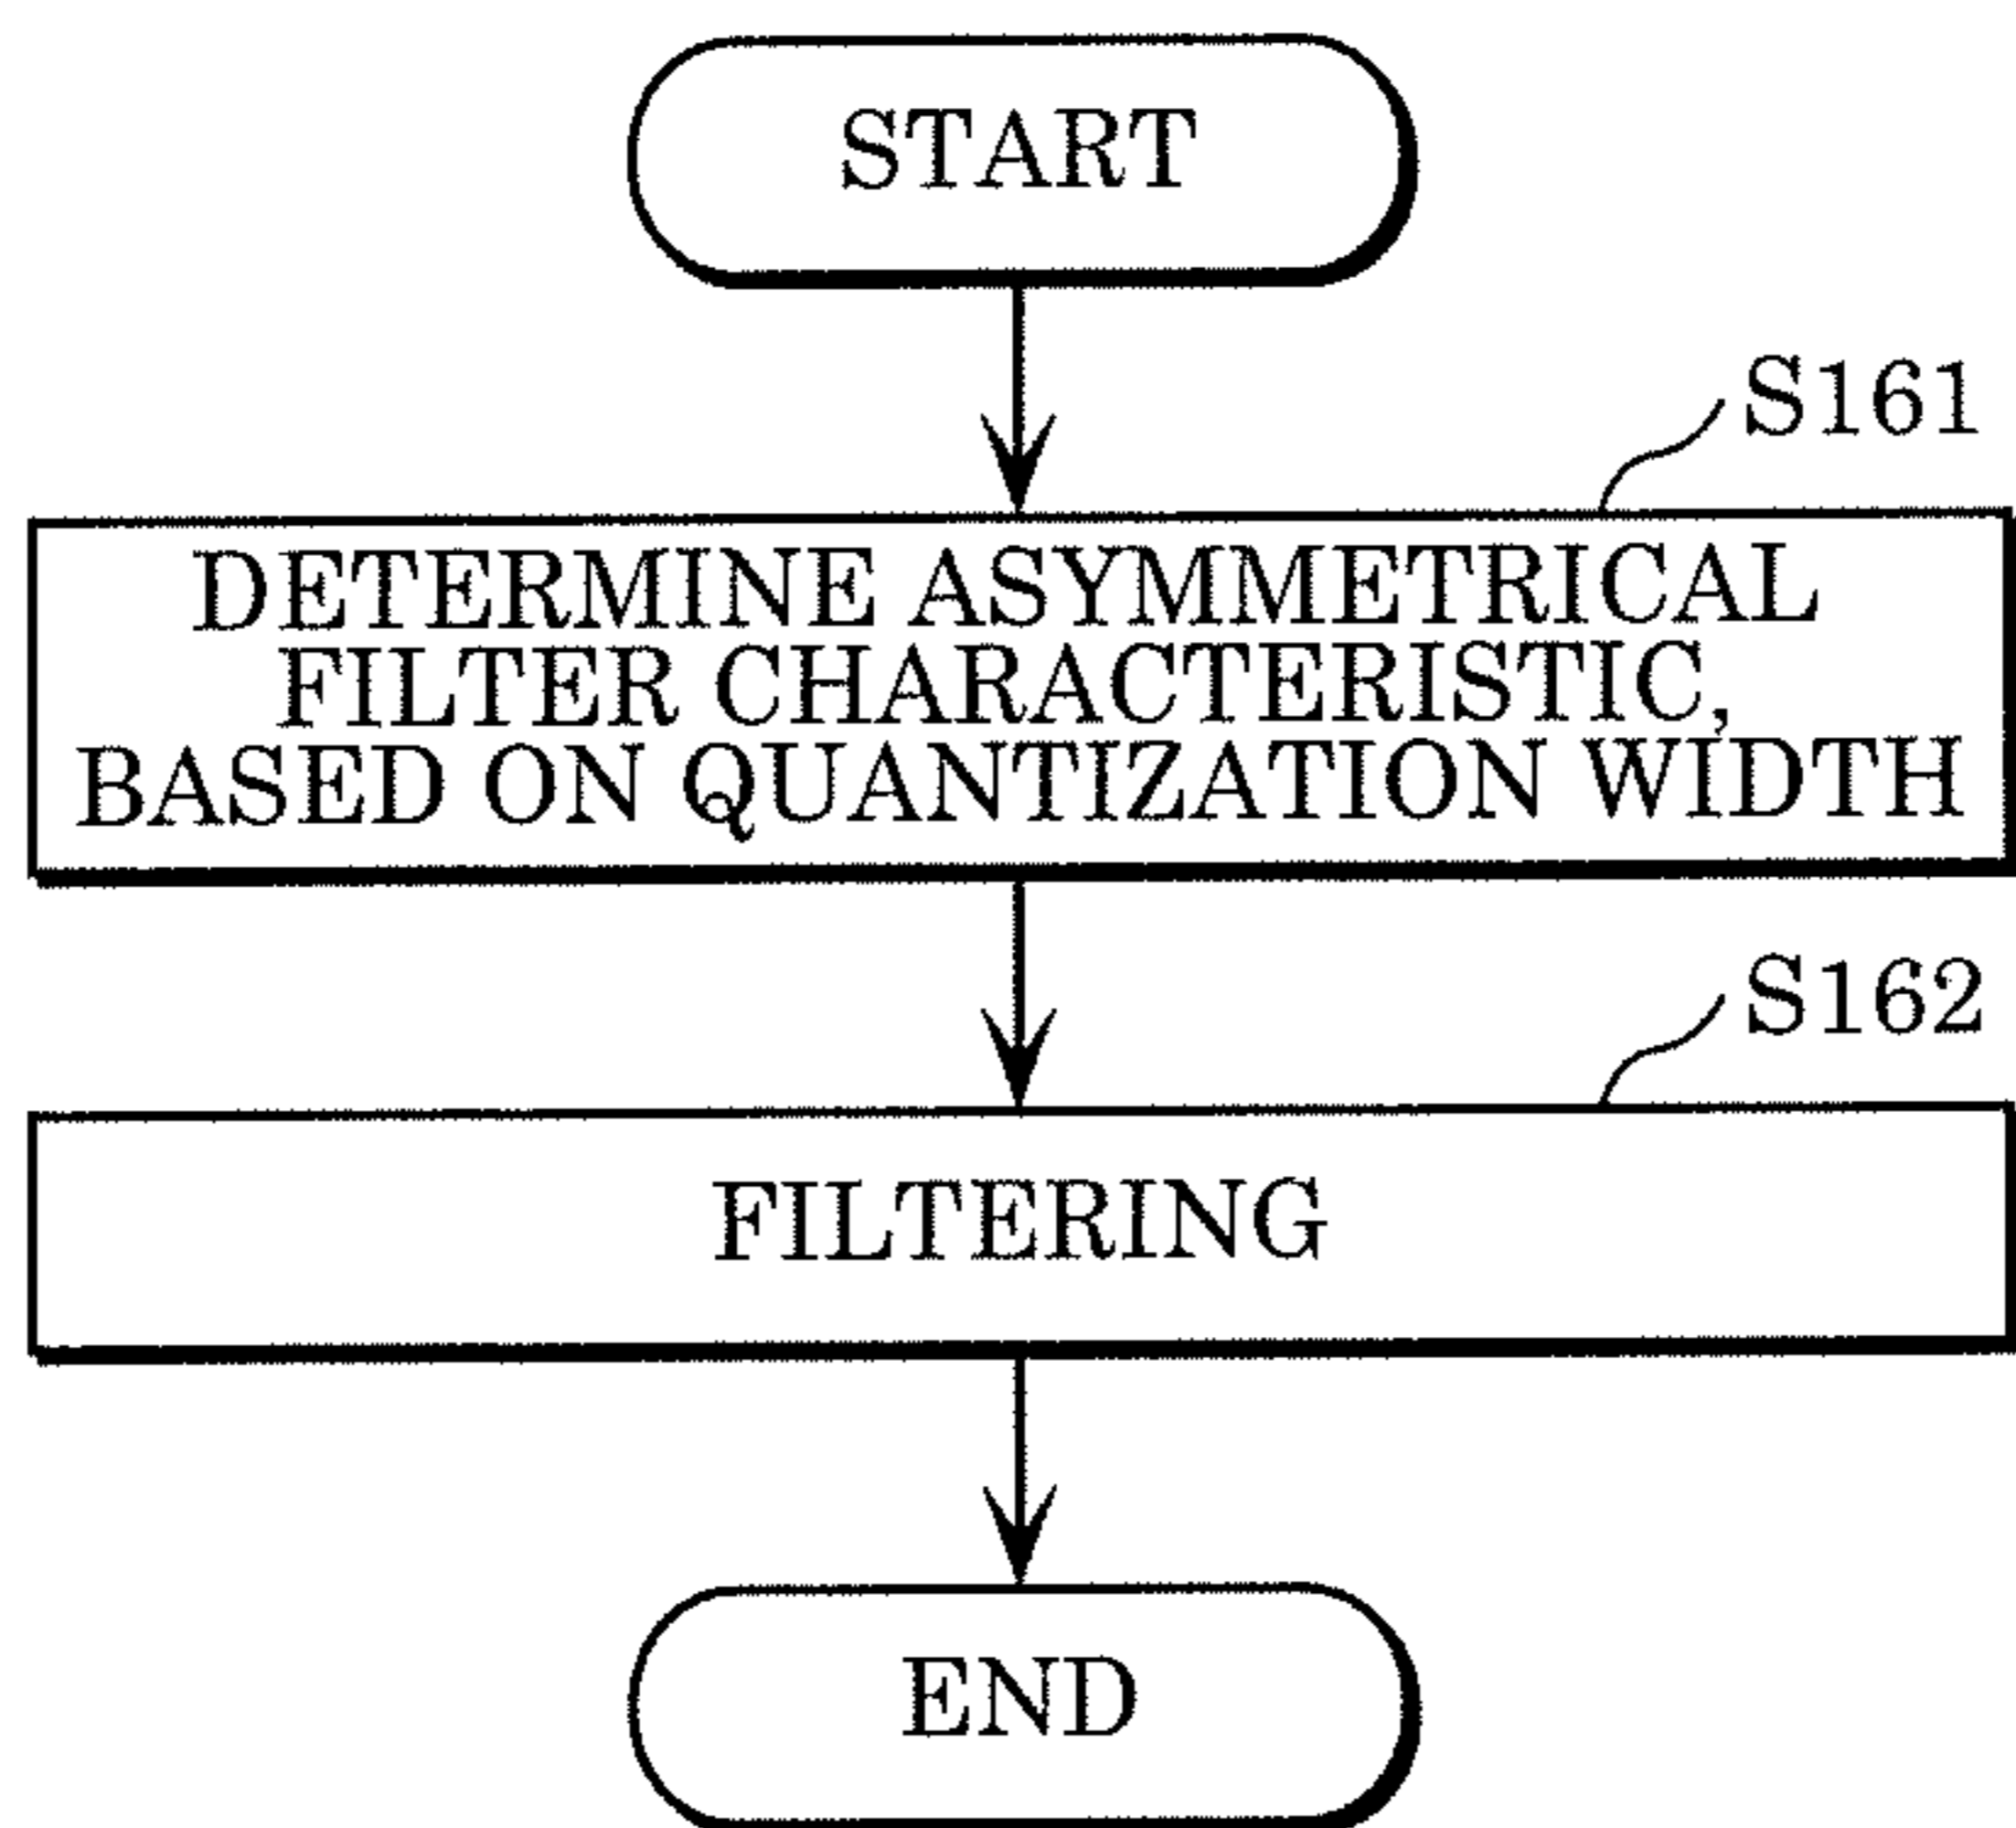 START
S161
DETERMINE ASYMMETRICAL
FILTER CHARACTERISTIC,
BASED ON QUANTIZATION WIDTH
S162
FILTERING
END